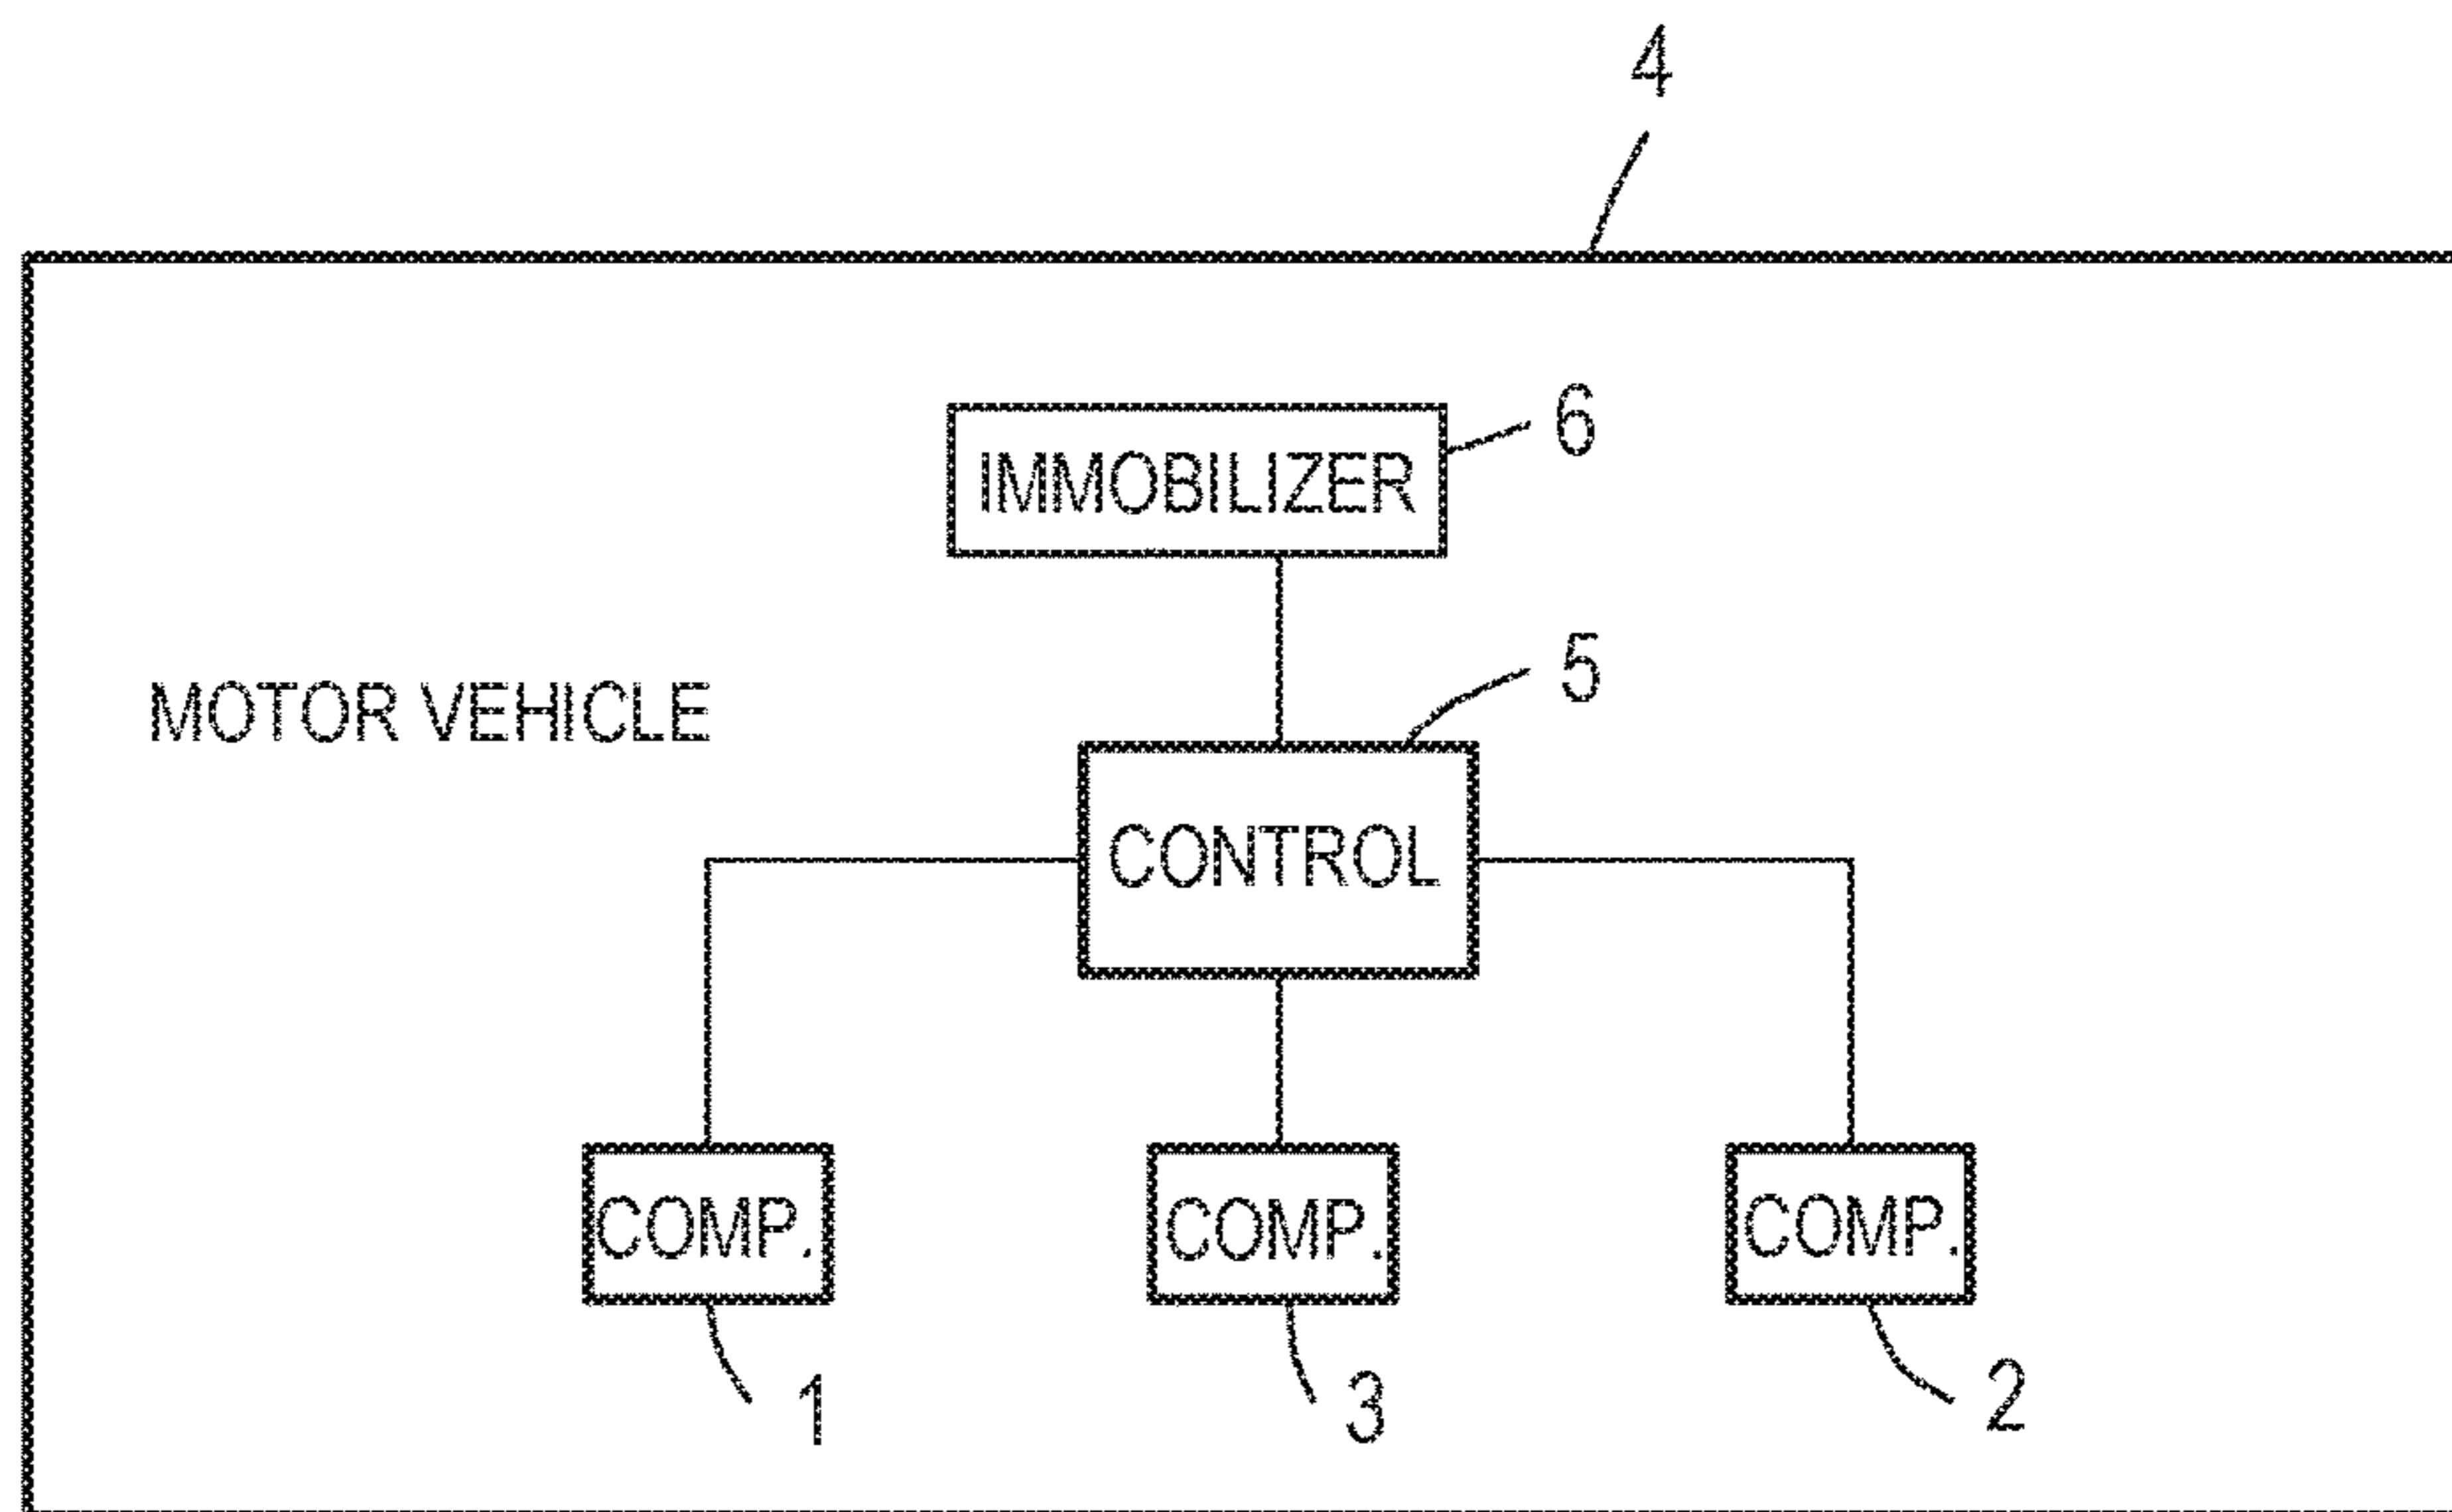 4
IMMOBILIZER 6
5
MOTOR VEHICLE
CONTROL
COMP. COMP. COMP.
1 3 2